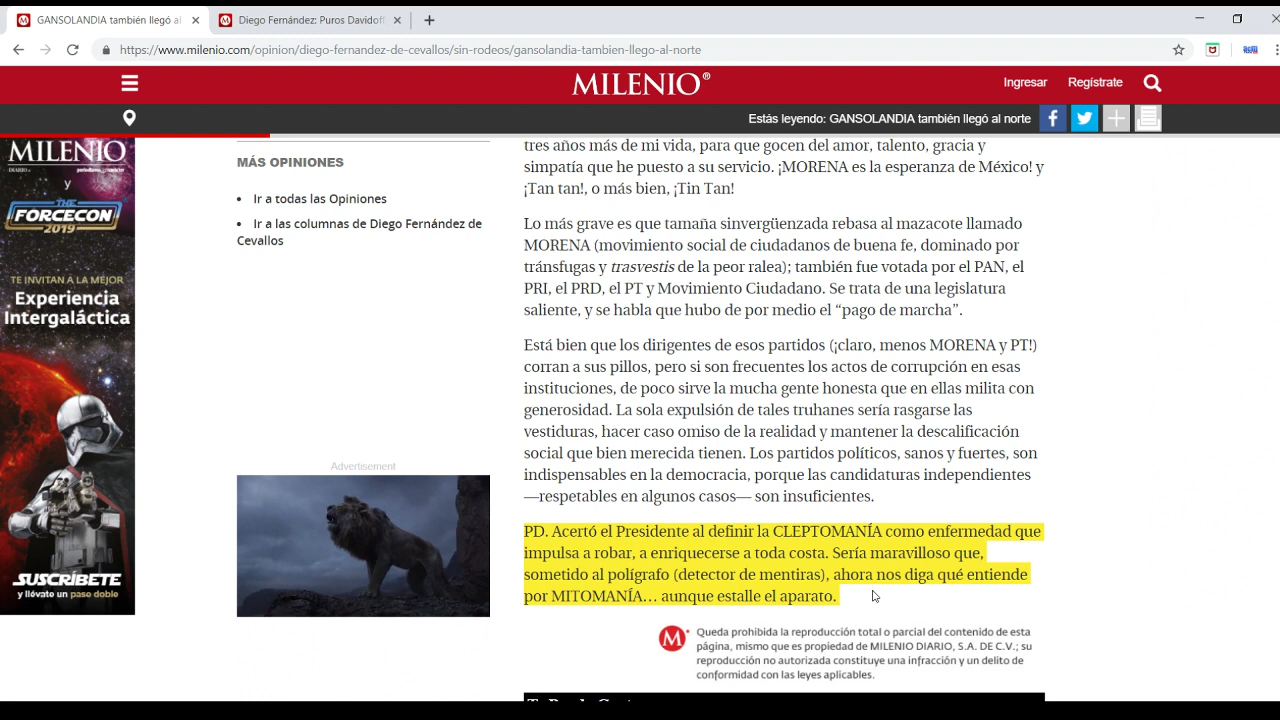 GANSOLANDIA también llegó al
Diego Fernández: Puros Davidoff
https://www.milenio.com/opinion/diego-fernandez-de-cevallos/sin-rodeos/gansolandia-tambien-llego-al-norte
MILENIO®
Ingresar
Regístrate
Estás leyendo: GANSOLANDIA también llegó al norte
MILENIO
DIARIO
y
THE
FORCECON
2019
TE INVITAN A LA MEJOR
Experiencia
Intergaláctica
SUSCRÍBETE
y llévate un pase doble
MÁS OPINIONES
• Ir a todas las Opiniones
• Ir a las columnas de Diego Fernández de
Cevallos
Advertisement
tres años más de mi vida, para que gocen del amor, talento, gracia y
simpatía que he puesto a su servicio. ¡MORENA es la esperanza de México! y
¡Tan tan!, o más bien, ¡Tin Tan!
Lo más grave es que tamaña sinvergüenzada rebasa al mazacote llamado
MORENA (movimiento social de ciudadanos de buena fe, dominado por
tránsfugas y trasvestis de la peor ralea); también fue votada por el PAN, el
PRI, el PRD, el PT y Movimiento Ciudadano. Se trata de una legislatura
saliente, y se habla que hubo de por medio el “pago de marcha”.
Está bien que los dirigentes de esos partidos (¡claro, menos MORENA y PT!)
corran a sus pillos, pero si son frecuentes los actos de corrupción en esas
instituciones, de poco sirve la mucha gente honesta que en ellas milita con
generosidad. La sola expulsión de tales truhanes sería rasgarse las
vestiduras, hacer caso omiso de la realidad y mantener la descalificación
social que bien merecida tienen. Los partidos políticos, sanos y fuertes, son
indispensables en la democracia, porque las candidaturas independientes
—respetables en algunos casos— son insuficientes.
PD. Acertó el Presidente al definir la CLEPTOMANÍA como enfermedad que
impulsa a robar, a enriquecerse a toda costa. Sería maravilloso que,
sometido al polígrafo (detector de mentiras), ahora nos diga qué entiende
por MITOMANÍA… aunque estalle el aparato.
Queda prohibida la reproducción total o parcial del contenido de esta
página, mismo que es propiedad de MILENIO DIARIO, S.A. DE C.V.; su
reproducción no autorizada constituye una infracción y un delito de
conformidad con las leyes aplicables.